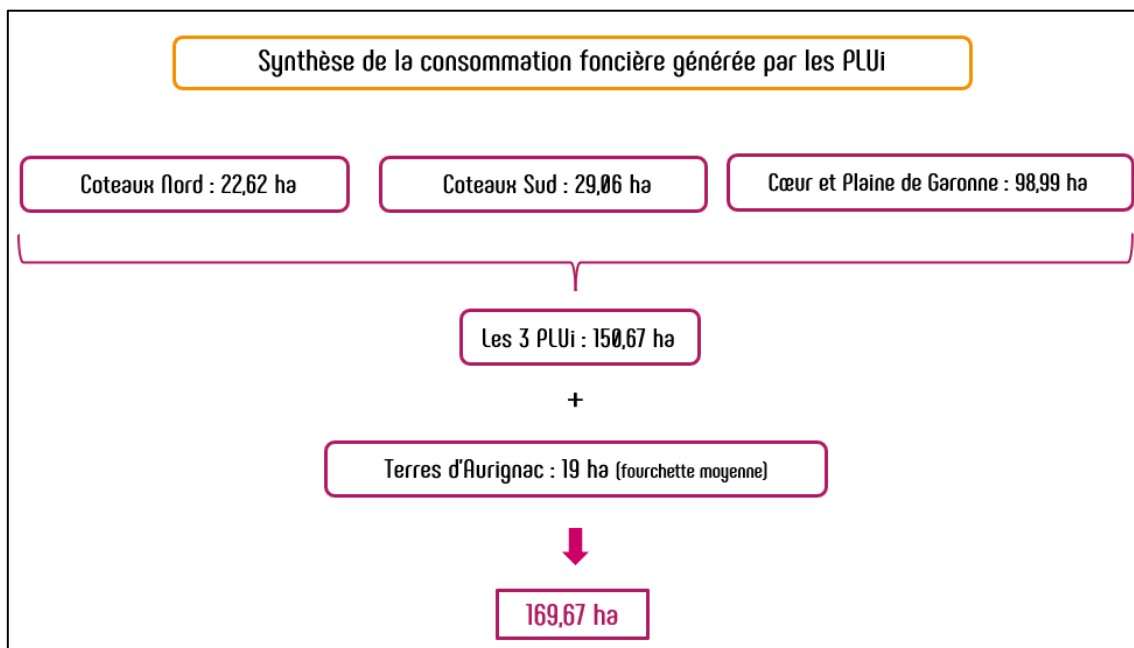 Synthèse de la consommation foncière générée par les PLUi
Coteaux Nord : 22,62 ha
Coteaux Sud : 29,06 ha
Cœur et Plaine de Garonne : 98,99 ha
Les 3 PLUi : 150,67 ha
+
Terres d'Aurignac : 19 ha (fourchette moyenne)
169,67 ha